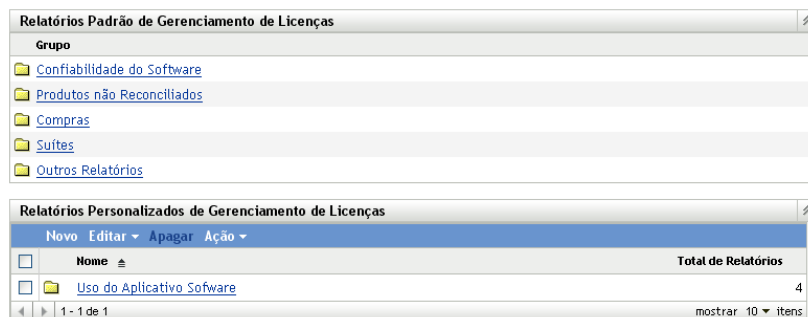 Relatórios Padrão de Gerenciamento de Licenças
Grupo
Confiabilidade do Software
Produtos não Reconciliados
Compras
Suítes
Outros Relatórios
Relatórios Personalizados de Gerenciamento de Licenças
Novo Editar Apagar Ação
Nome Total de Relatórios
Uso do Aplicativo Sofware 4
1 - 1 de 1 mostrar 10 itens